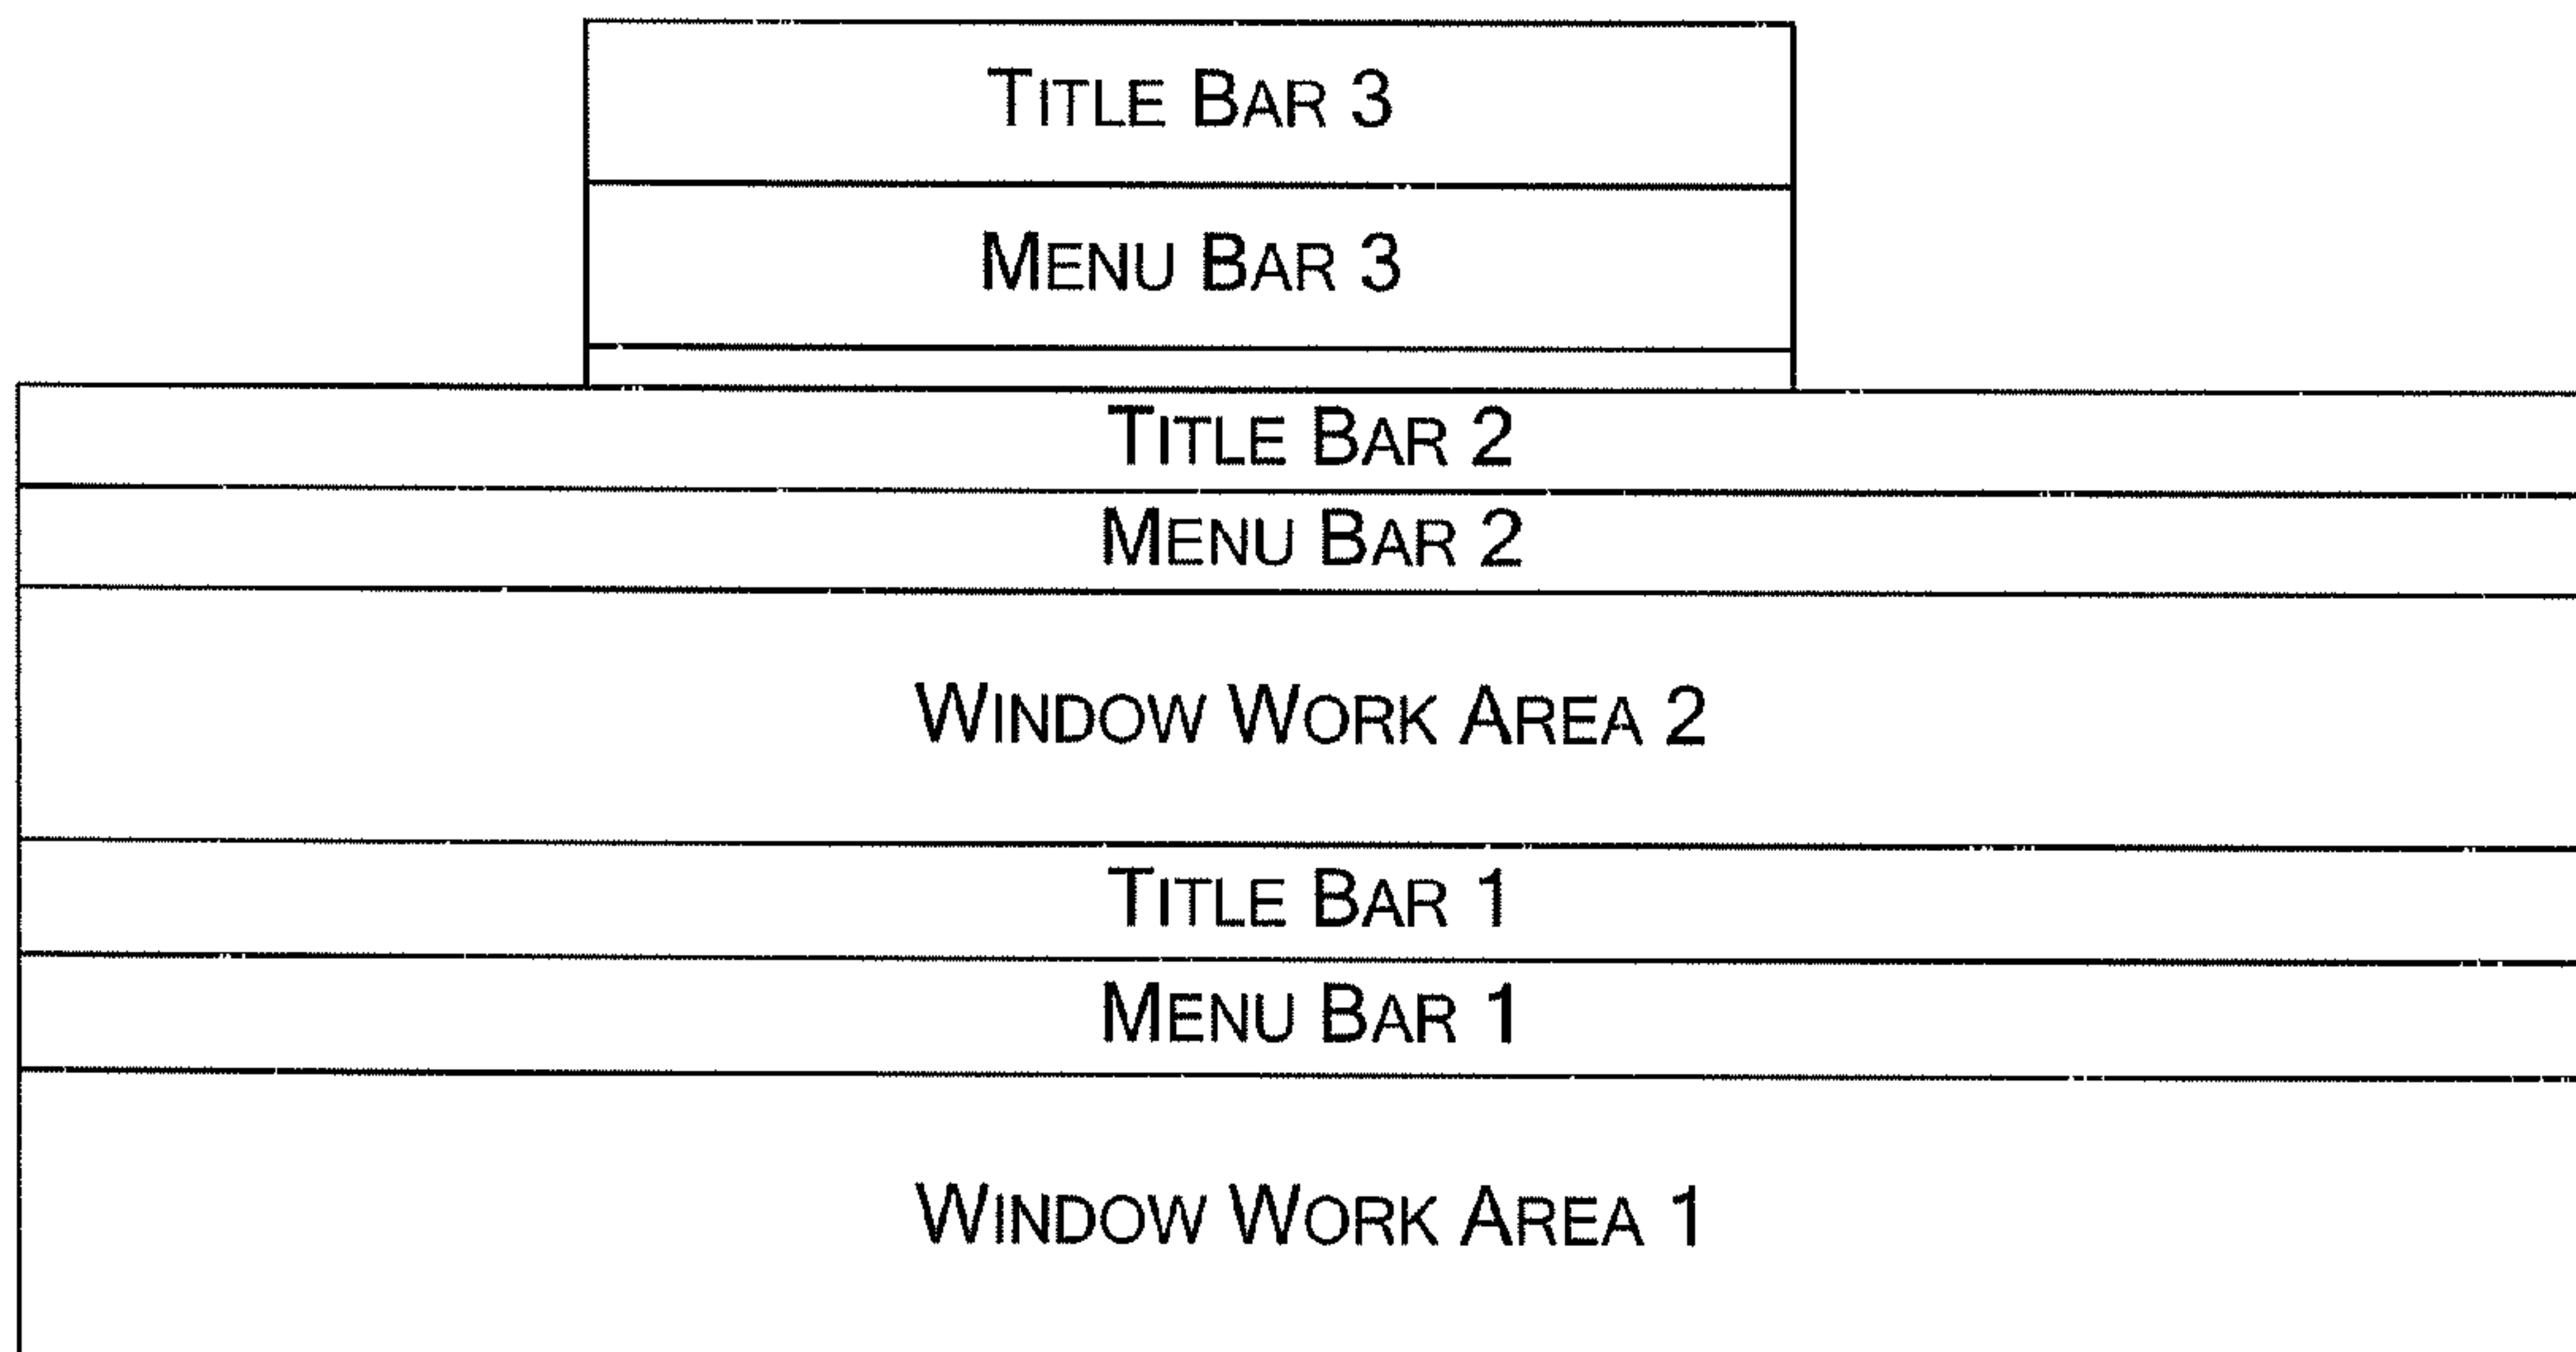 TITLE BAR 3
MENU BAR 3
TITLE BAR 2
MENU BAR 2
WINDOW WORK AREA 2
TITLE BAR 1
MENU BAR 1
WINDOW WORK AREA 1